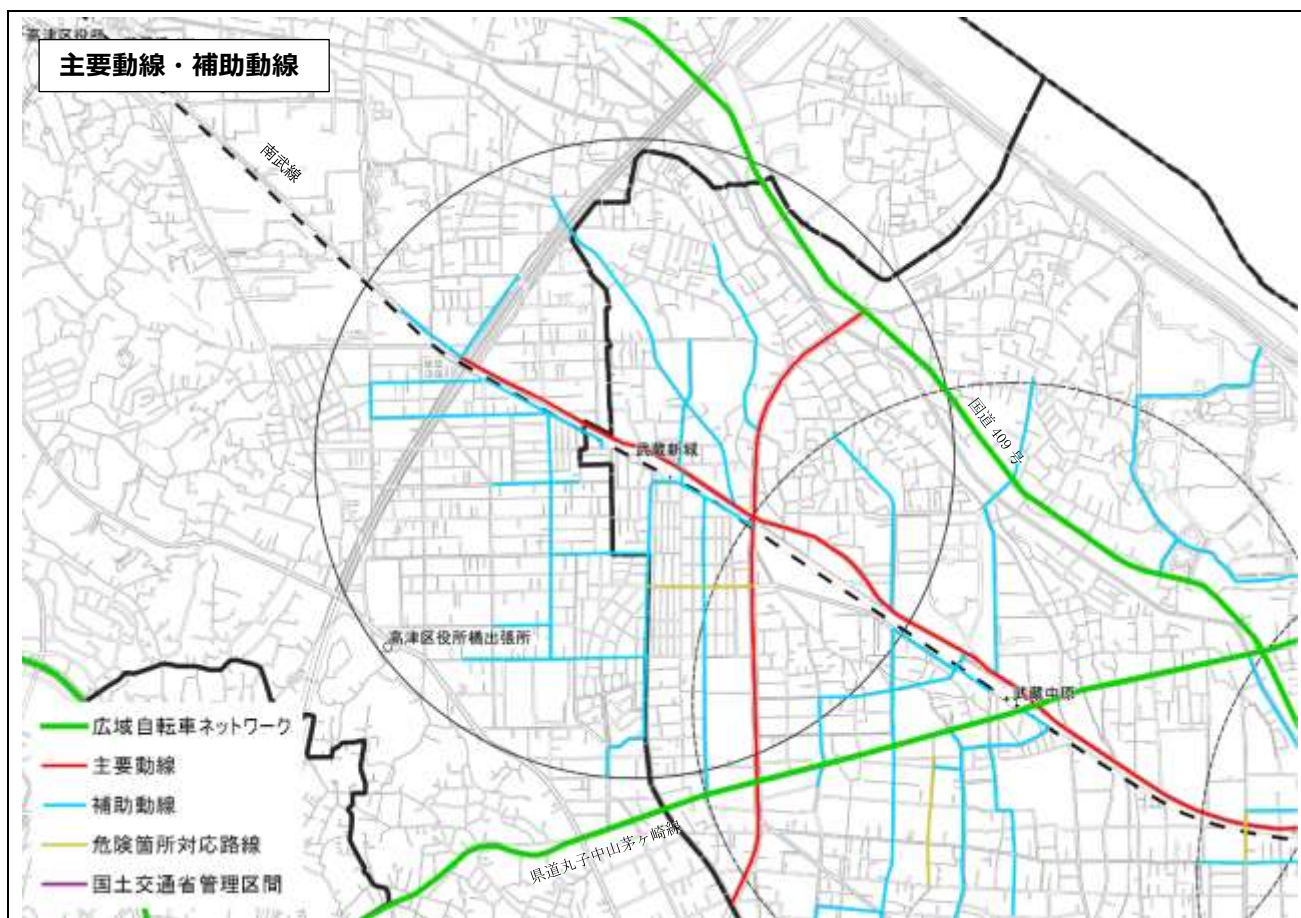 高津区役所
主要動線・補助動線
南武線
国道 409 号
武蔵新城
高津区役所橘出張所
武蔵中原
広域自転車ネットワーク
主要動線
補助動線
危険箇所対応路線
国土交通省管理区間
県道丸子中山茅ヶ崎線